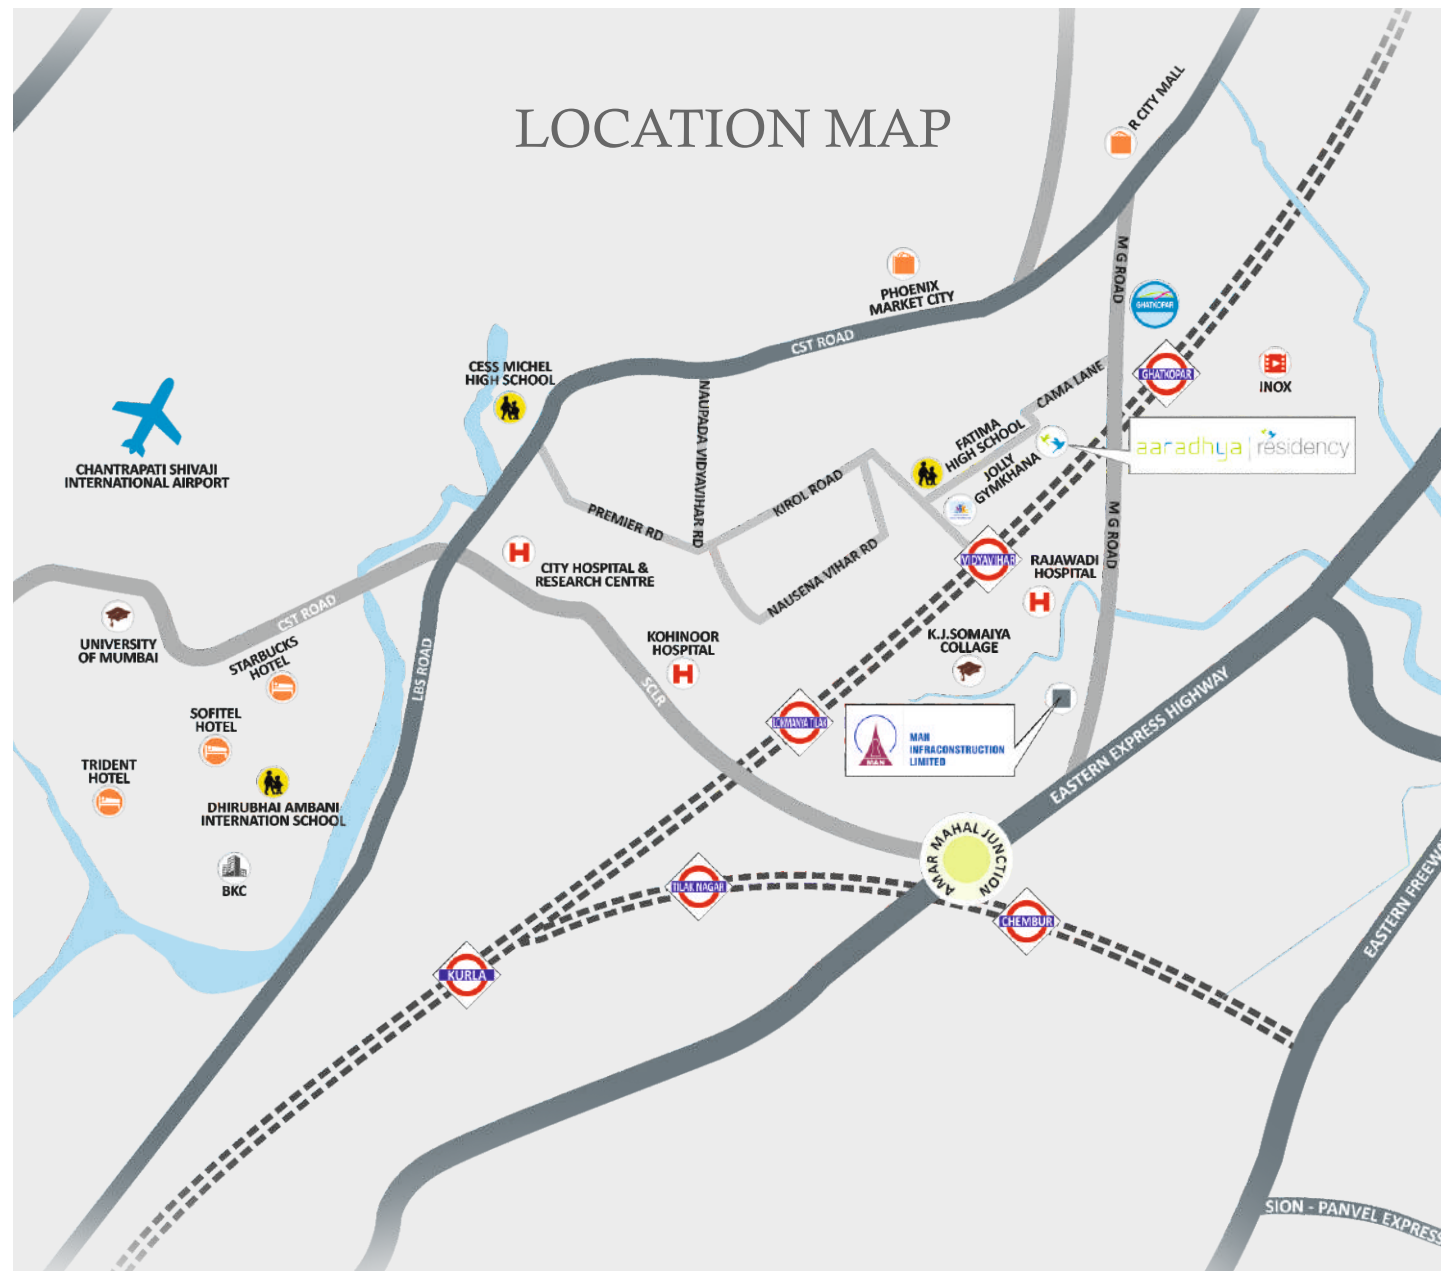 LOCATION MAP
R CITY MALL
M G ROAD
GHATKOPAR
PHOENIX
MARKET CITY
CST ROAD
CESS MICHEL
HIGH SCHOOL
NAUPADA VIDYAVIHAR RD
CAMA LANE
GHATKOPAR
INOX
FATIMA
HIGH SCHOOL
JOLLY
GYMKHANA
aaradhya residency
CHANTRAPATI SHIVAJI
INTERNATIONAL AIRPORT
KIROL ROAD
PREMIER RD
NAUSENA VIHAR RD
VIDYAVIHAR
M G ROAD
RAJAWADI
HOSPITAL
CITY HOSPITAL &
RESEARCH CENTRE
CST ROAD
UNIVERSITY
OF MUMBAI
STARBUCKS
HOTEL
LBS ROAD
KOHINOOR
HOSPITAL
SCLR
K.J.SOMAIYA
COLLAGE
SOFITEL
HOTEL
LOKMANYA TILAK
MAN
MAN
INFRACONSTRUCTION
LIMITED
EASTERN EXPRESS HIGHWAY
TRIDENT
HOTEL
DHIRUBHAI AMBANI
INTERNATION SCHOOL
BKC
AMAR MAHAL JUNCTION
TILAK NAGAR
CHEMBUR
KURLA
EASTERN FREEWA
SION - PANVEL EXPRESS